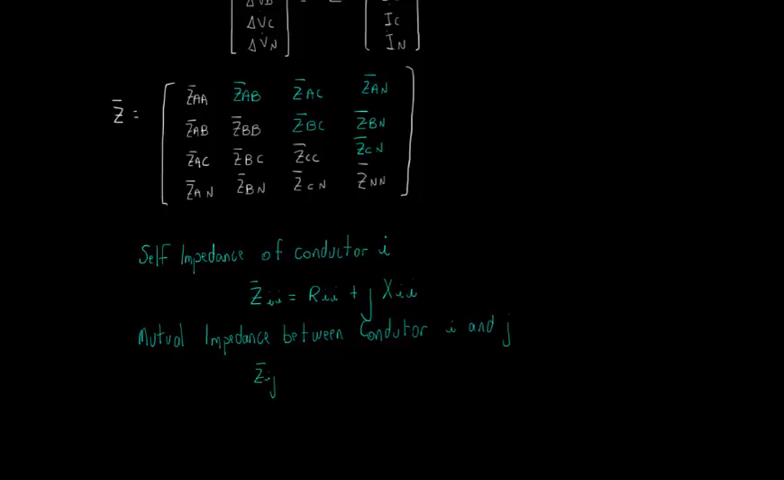 ΔVC IC
ΔVN IN
Z̄ = Z̄AA Z̄AB Z̄AC Z̄AN
Z̄AB Z̄BB Z̄BC Z̄BN
Z̄AC Z̄BC Z̄CC Z̄CN
Z̄AN Z̄BN Z̄CN Z̄NN
Self Impedance of conductor i
Z̄ii = Rii + j Xii
Mutual Impedance between Condutor i and j
Z̄ij